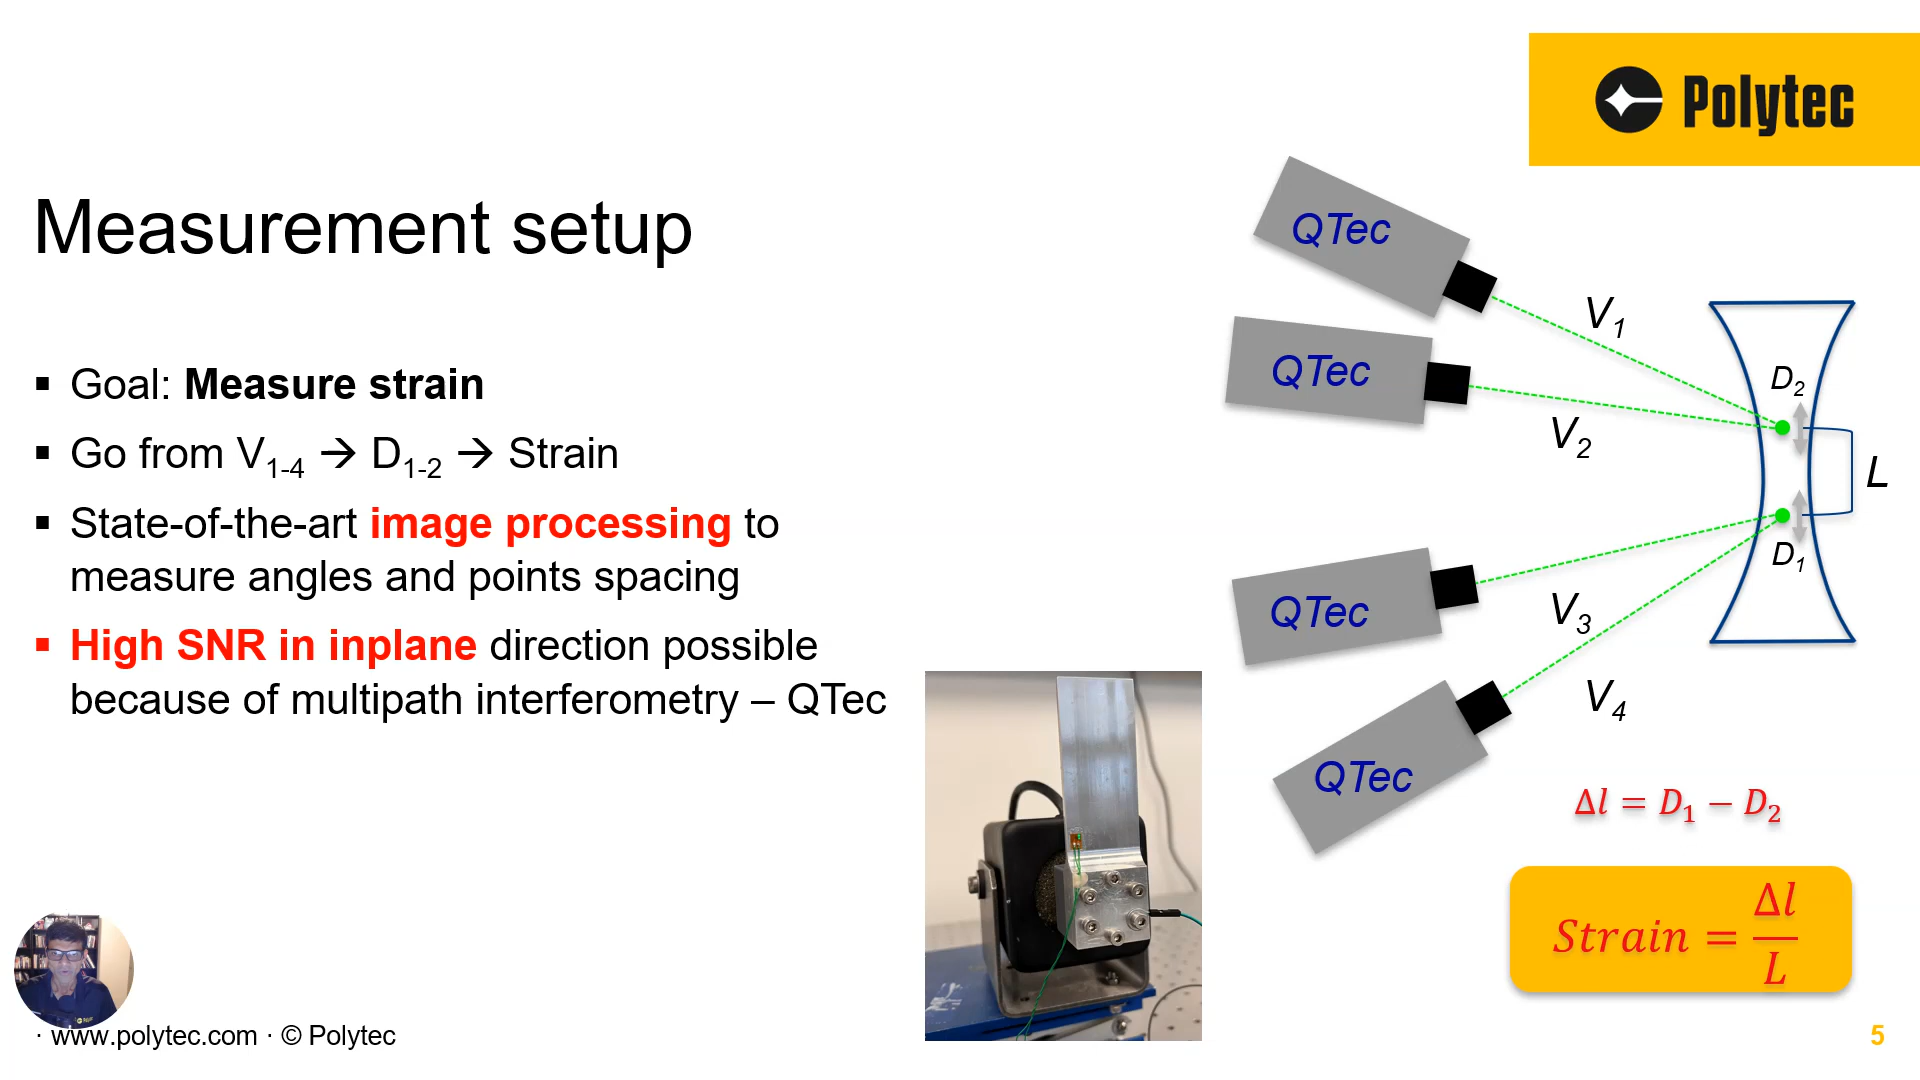 Polytec
Measurement setup
▪ Goal: Measure strain
▪ Go from V1-4 → D1-2 → Strain
▪ State-of-the-art image processing to
measure angles and points spacing
▪ High SNR in inplane direction possible
because of multipath interferometry – QTec
QTec
V1
QTec
V2
D2
L
D1
QTec
V3
QTec
V4
Δl = D1 − D2
Strain = Δl / L
· www.polytec.com · © Polytec
5